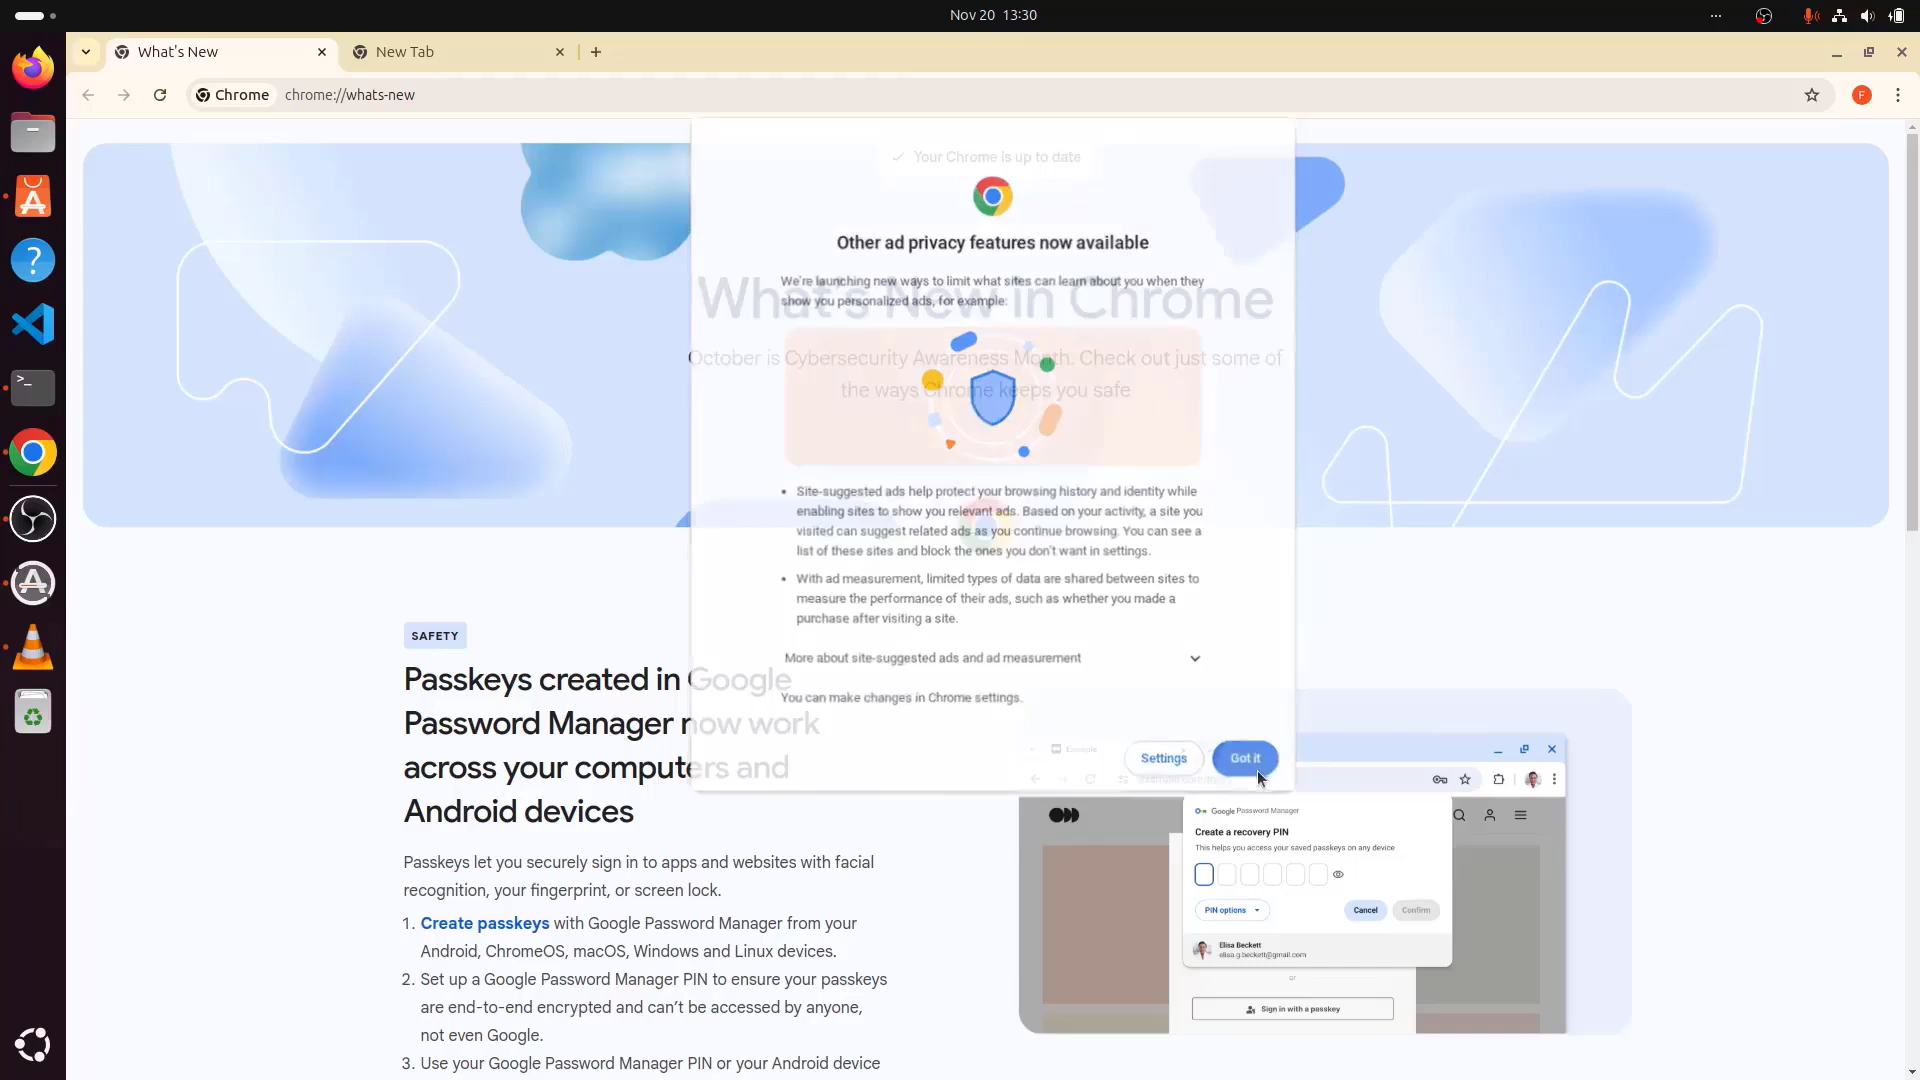 Nov 20 13:30
What's New
New Tab
Chrome
chrome://whats-new
F
Your Chrome is up to date
Other ad privacy features now available
We're launching new ways to limit what sites can learn about you when they
show you personalized ads, for example:
What's New in Chrome
October is Cybersecurity Awareness Month. Check out just some of
the ways Chrome keeps you safe
• Site-suggested ads help protect your browsing history and identity while
enabling sites to show you relevant ads. Based on your activity, a site you
visited can suggest related ads as you continue browsing. You can see a
list of these sites and block the ones you don't want in settings.
• With ad measurement, limited types of data are shared between sites to
measure the performance of their ads, such as whether you made a
purchase after visiting a site.
More about site-suggested ads and ad measurement
You can make changes in Chrome settings.
Settings
Got it
SAFETY
Passkeys created in Google
Password Manager now work
across your computers and
Android devices
Passkeys let you securely sign in to apps and websites with facial
recognition, your fingerprint, or screen lock.
1. Create passkeys with Google Password Manager from your
Android, ChromeOS, macOS, Windows and Linux devices.
2. Set up a Google Password Manager PIN to ensure your passkeys
are end-to-end encrypted and can’t be accessed by anyone,
not even Google.
3. Use your Google Password Manager PIN or your Android device
Example
Google Password Manager
Create a recovery PIN
This helps you access your saved passkeys on any device
PIN options
Cancel
Confirm
Elisa Beckett
elisa.g.beckett@gmail.com
or
Sign in with a passkey